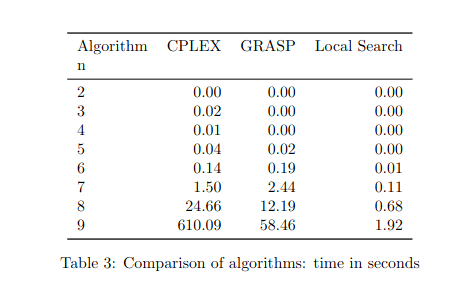 Algorithm CPLEX GRASP Local Search
n
2 0.00 0.00 0.00
3 0.02 0.00 0.00
4 0.01 0.00 0.00
5 0.04 0.02 0.00
6 0.14 0.19 0.01
7 1.50 2.44 0.11
8 24.66 12.19 0.68
9 610.09 58.46 1.92
Table 3: Comparison of algorithms: time in seconds